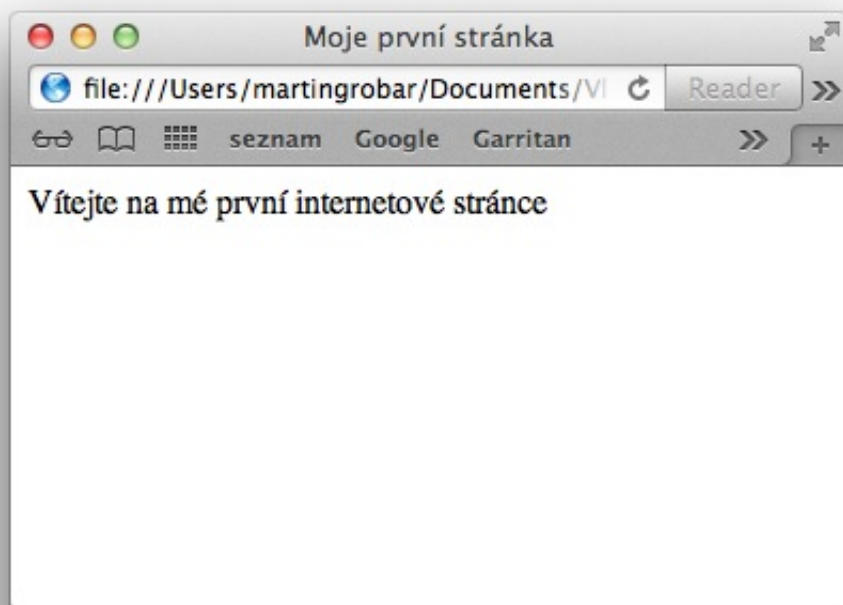 Moje první stránka
file:///Users/martingrobar/Documents/
Reader
seznam Google Garritan
Vítejte na mé první internetové stránce